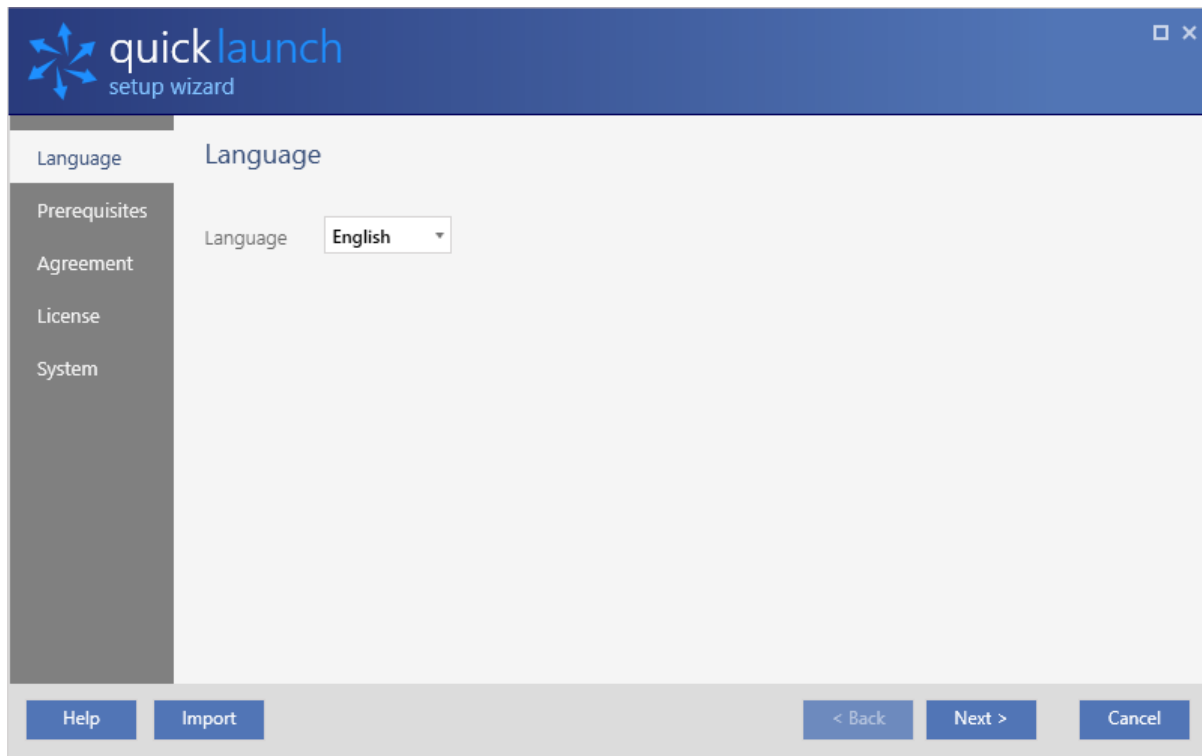 quicklaunch
setup wizard
Language
Prerequisites
Agreement
License
System
Language
Language English
Help Import < Back Next > Cancel